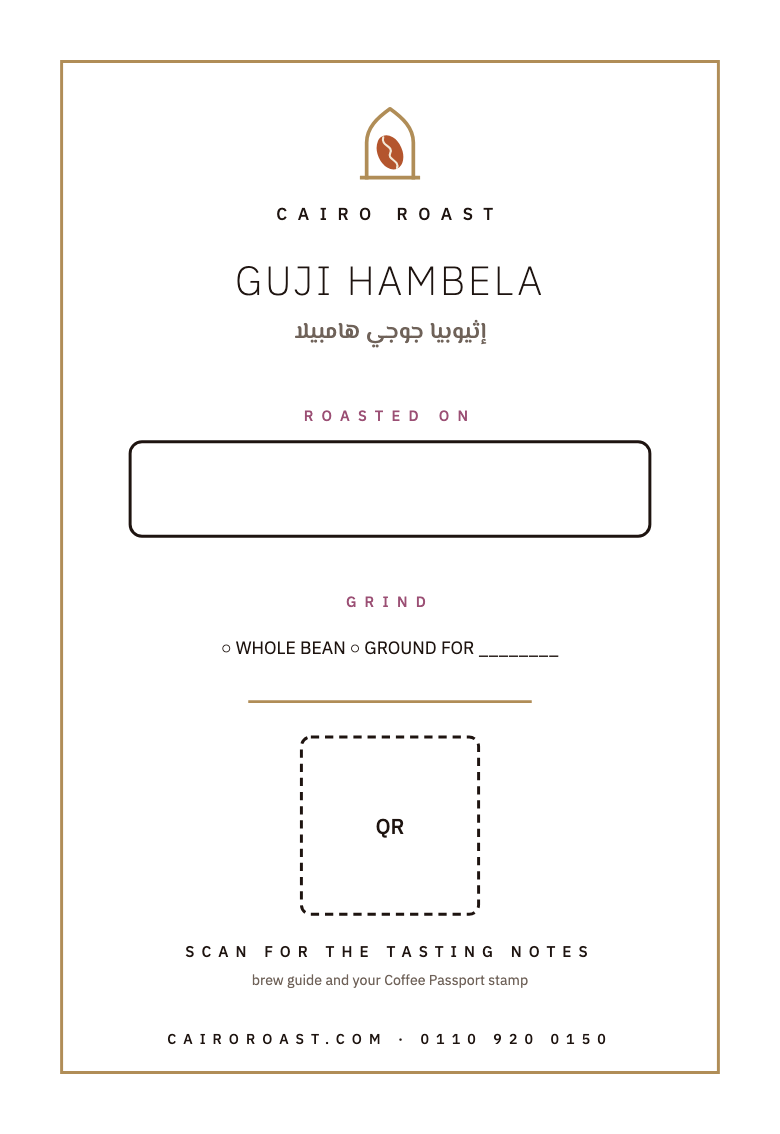 CAIRO ROAST
GUJI HAMBELA
إثيوبيا جوجي هامبيلا
ROASTED ON
GRIND
○ WHOLE BEAN ○ GROUND FOR ________
QR
SCAN FOR THE TASTING NOTES
brew guide and your Coffee Passport stamp
CAIROROAST.COM · 0110 920 0150